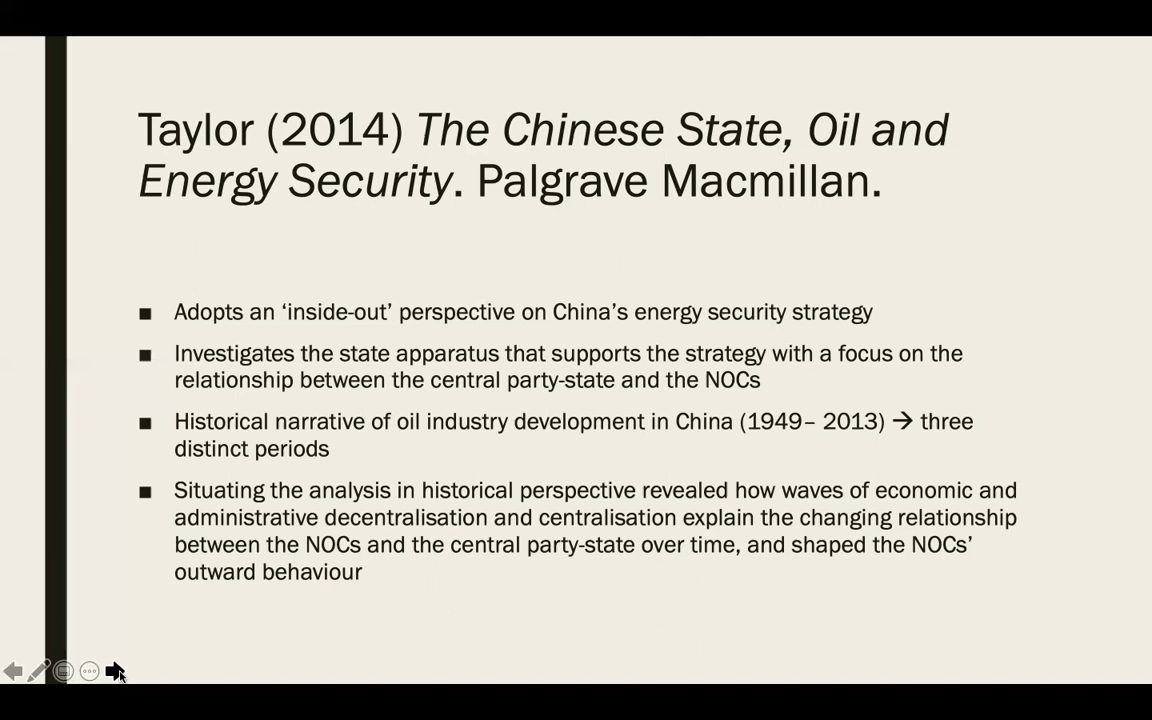 Taylor (2014) The Chinese State, Oil and
Energy Security. Palgrave Macmillan.
■ Adopts an ‘inside-out’ perspective on China’s energy security strategy
■ Investigates the state apparatus that supports the strategy with a focus on the
relationship between the central party-state and the NOCs
■ Historical narrative of oil industry development in China (1949– 2013) → three
distinct periods
■ Situating the analysis in historical perspective revealed how waves of economic and
administrative decentralisation and centralisation explain the changing relationship
between the NOCs and the central party-state over time, and shaped the NOCs’
outward behaviour